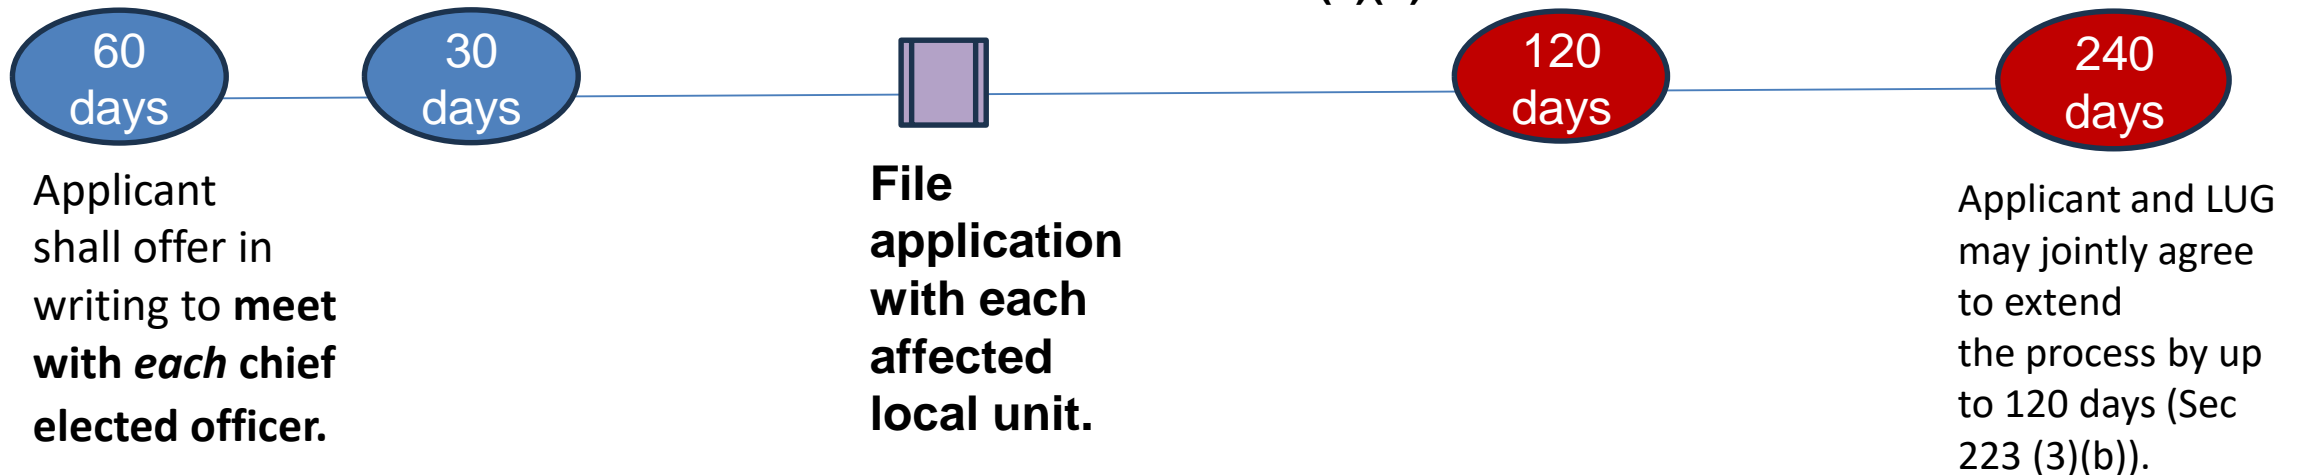 60
days
30
days
120
days
240
days
Applicant
shall offer in
writing to meet
with each chief
elected officer.
File
application
with each
affected
local unit.
Applicant and LUG
may jointly agree
to extend
the process by up
to 120 days (Sec
223 (3)(b)).